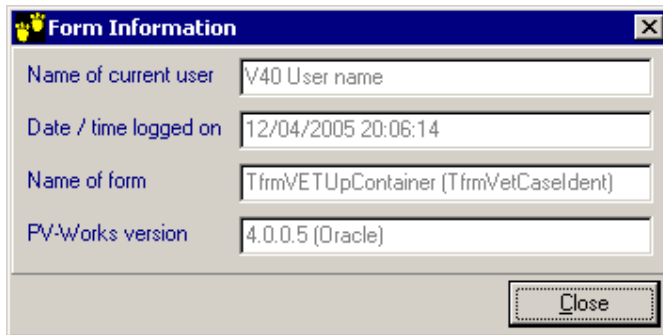 Form Information
Name of current user V40 User name
Date / time logged on 12/04/2005 20:06:14
Name of form TfrmVETUpContainer (TfrmVetCaseIdent)
PV-Works version 4.0.0.5 (Oracle)
Close